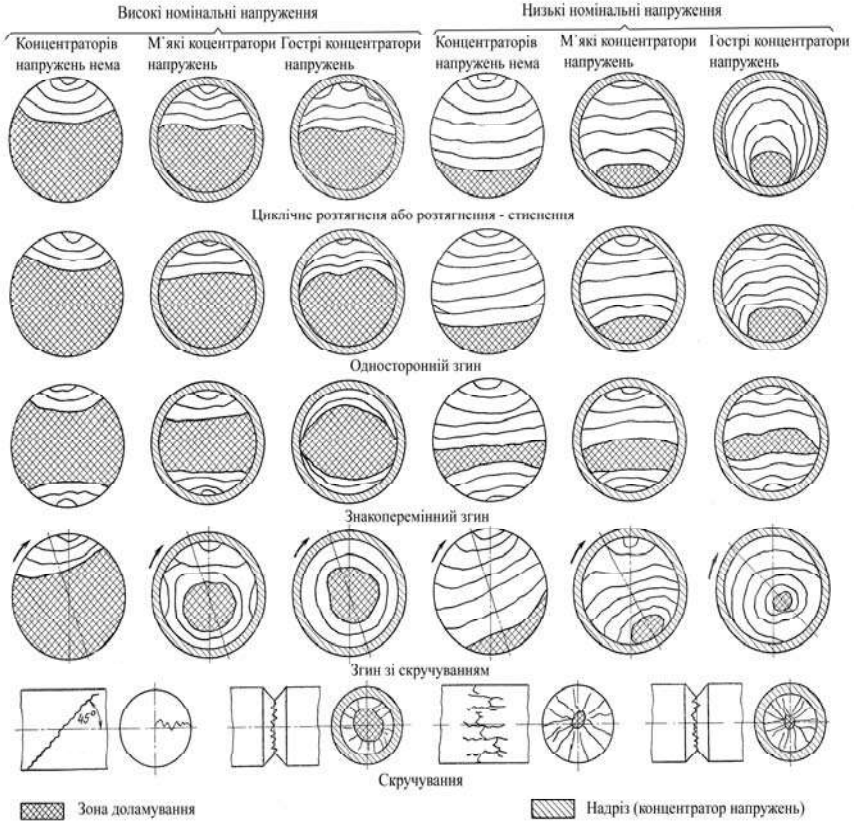 Високі номінальні напруження
Низькі номінальні напруження
Концентраторів
напружень нема
М`які коцентратори
напружень
Гострі концентратори
напружень
Концентраторів
напружень нема
М`які концентратори
напружень
Гострі концентратори
напружень
Циклічне розтягненя або розтягнення - стиснення
Односторонній згин
Знакоперемінний згин
Згин зі скручуванням
45°
Скручування
Зона доламування
Надріз (концентратор напружень)